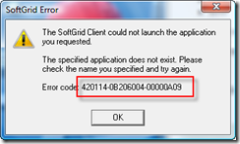 SoftGrid Error
The SoftGrid Client could not launch the application
you requested.
The specified application does not exist. Please
check the name you specified and try again.
Error code: 420114-0B206004-00000A09
OK